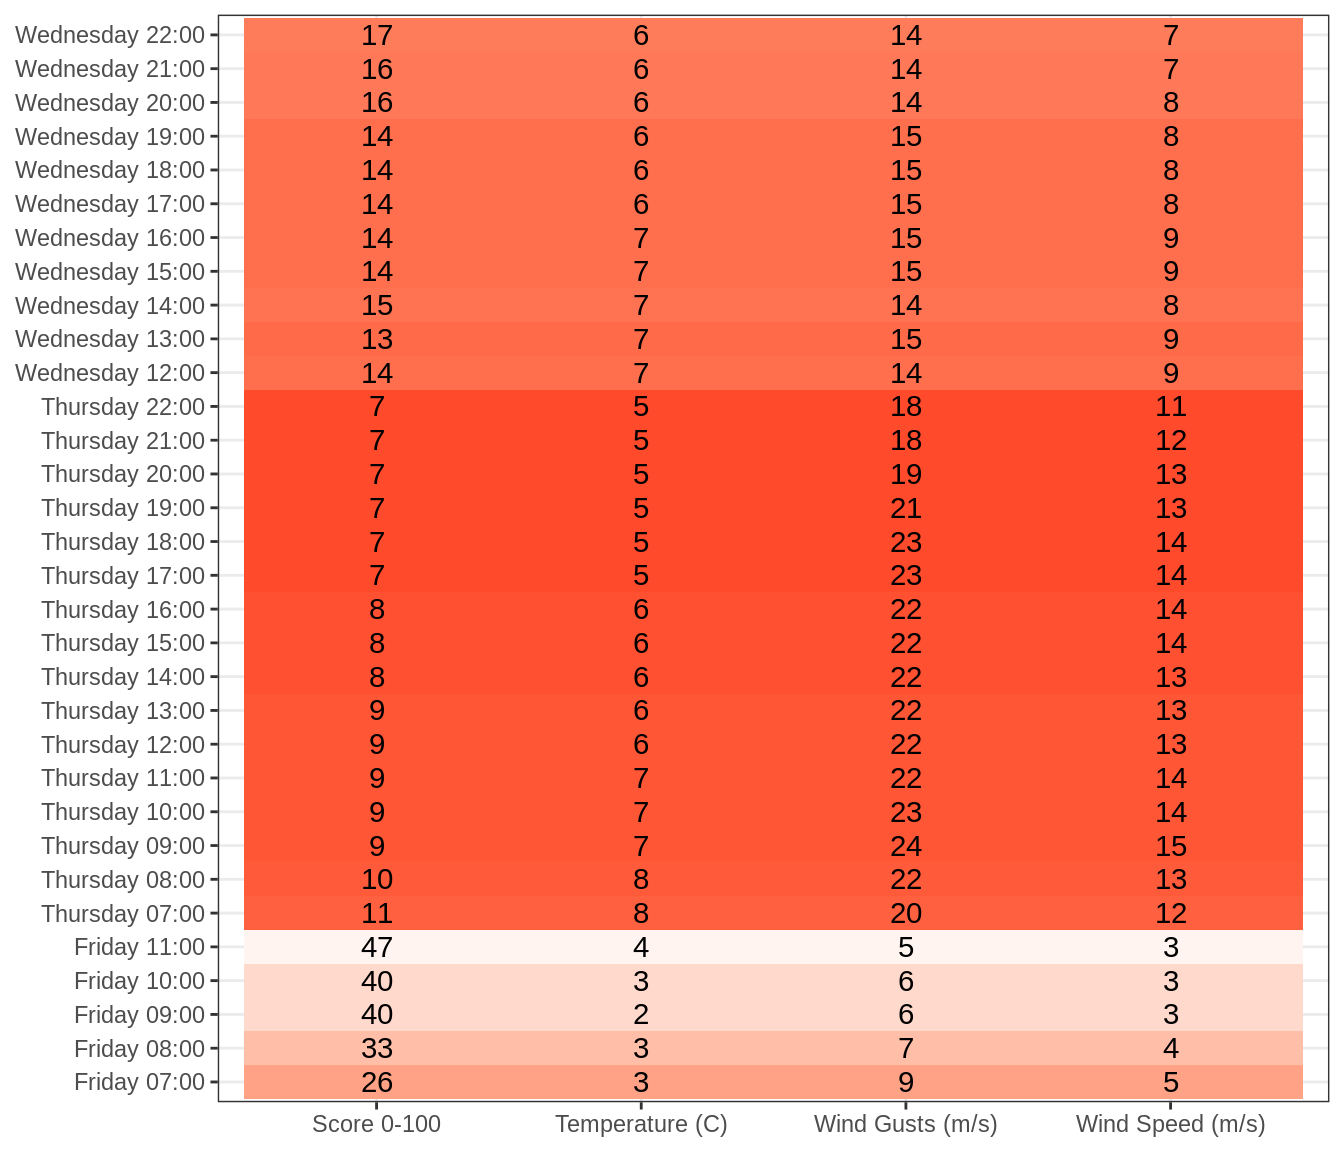 Wednesday 22:00 17 6 14 7
Wednesday 21:00 16 6 14 7
Wednesday 20:00 16 6 14 8
Wednesday 19:00 14 6 15 8
Wednesday 18:00 14 6 15 8
Wednesday 17:00 14 6 15 8
Wednesday 16:00 14 7 15 9
Wednesday 15:00 14 7 15 9
Wednesday 14:00 15 7 14 8
Wednesday 13:00 13 7 15 9
Wednesday 12:00 14 7 14 9
Thursday 22:00 7 5 18 11
Thursday 21:00 7 5 18 12
Thursday 20:00 7 5 19 13
Thursday 19:00 7 5 21 13
Thursday 18:00 7 5 23 14
Thursday 17:00 7 5 23 14
Thursday 16:00 8 6 22 14
Thursday 15:00 8 6 22 14
Thursday 14:00 8 6 22 13
Thursday 13:00 9 6 22 13
Thursday 12:00 9 6 22 13
Thursday 11:00 9 7 22 14
Thursday 10:00 9 7 23 14
Thursday 09:00 9 7 24 15
Thursday 08:00 10 8 22 13
Thursday 07:00 11 8 20 12
Friday 11:00 47 4 5 3
Friday 10:00 40 3 6 3
Friday 09:00 40 2 6 3
Friday 08:00 33 3 7 4
Friday 07:00 26 3 9 5
Score 0-100 Temperature (C) Wind Gusts (m/s) Wind Speed (m/s)